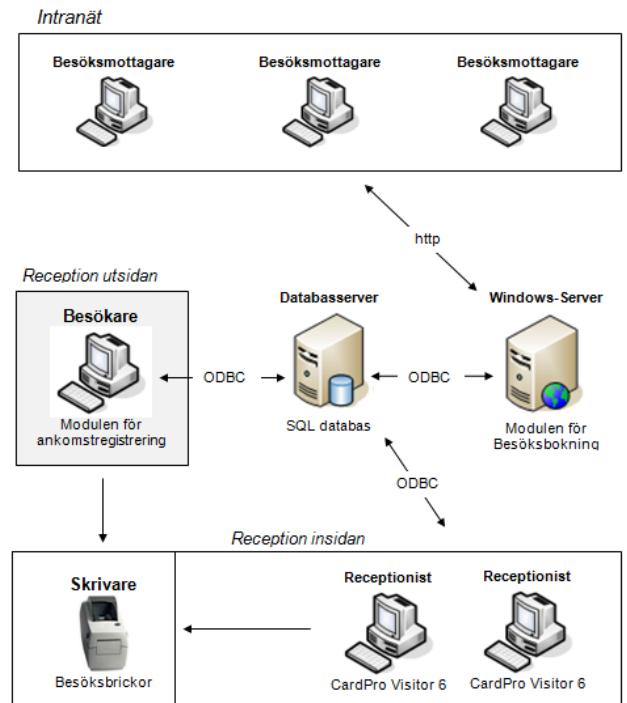 Intranät
Besöksmottagare
Besöksmottagare
Besöksmottagare
http
Reception utsidan
Besökare
Modulen för
ankomstregistrering
ODBC
Databasserver
SQL databas
ODBC
Windows-Server
Modulen för
Besöksbokning
ODBC
Reception insidan
Skrivare
Besöksbrickor
Receptionist
CardPro Visitor 6
Receptionist
CardPro Visitor 6